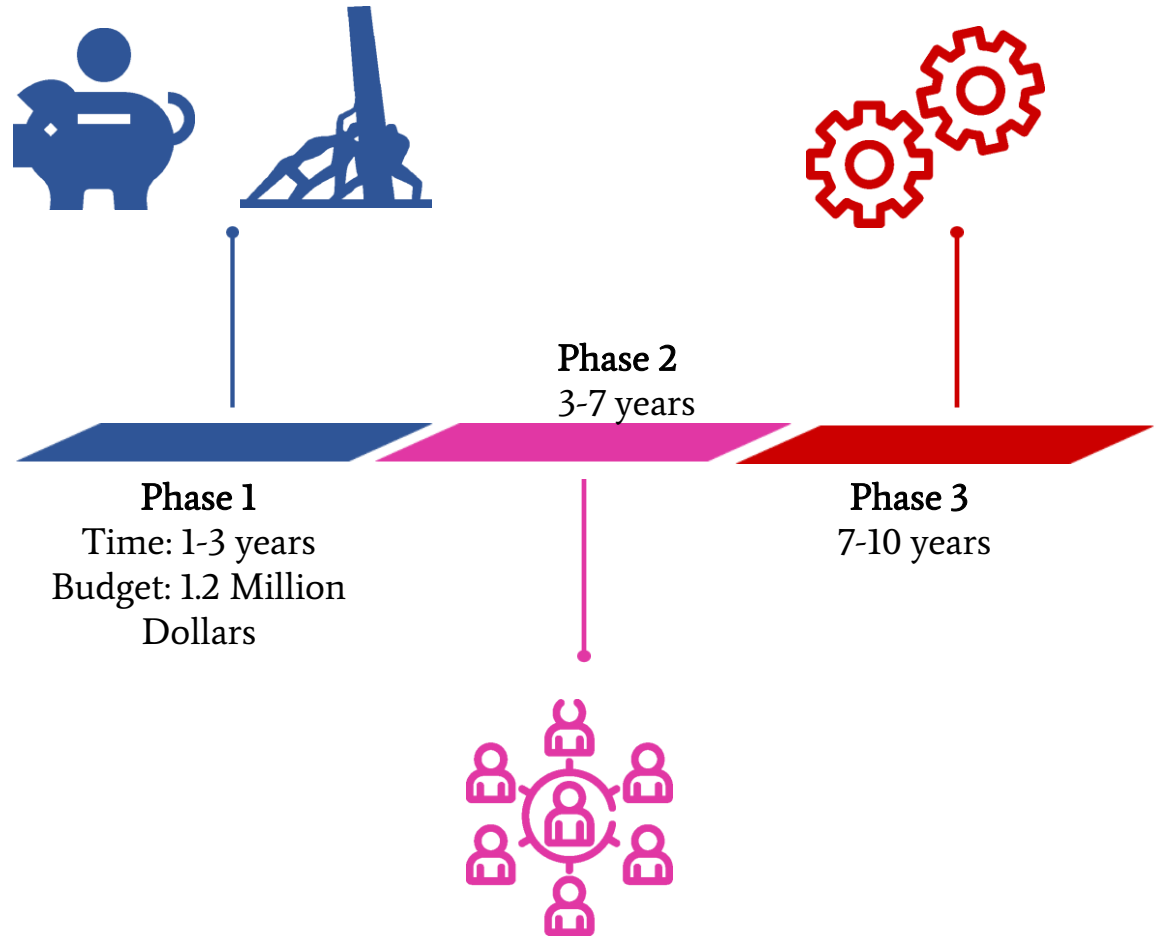 Phase 2
3-7 years
Phase 1
Time: 1-3 years
Budget: 1.2 Million
Dollars
Phase 3
7-10 years